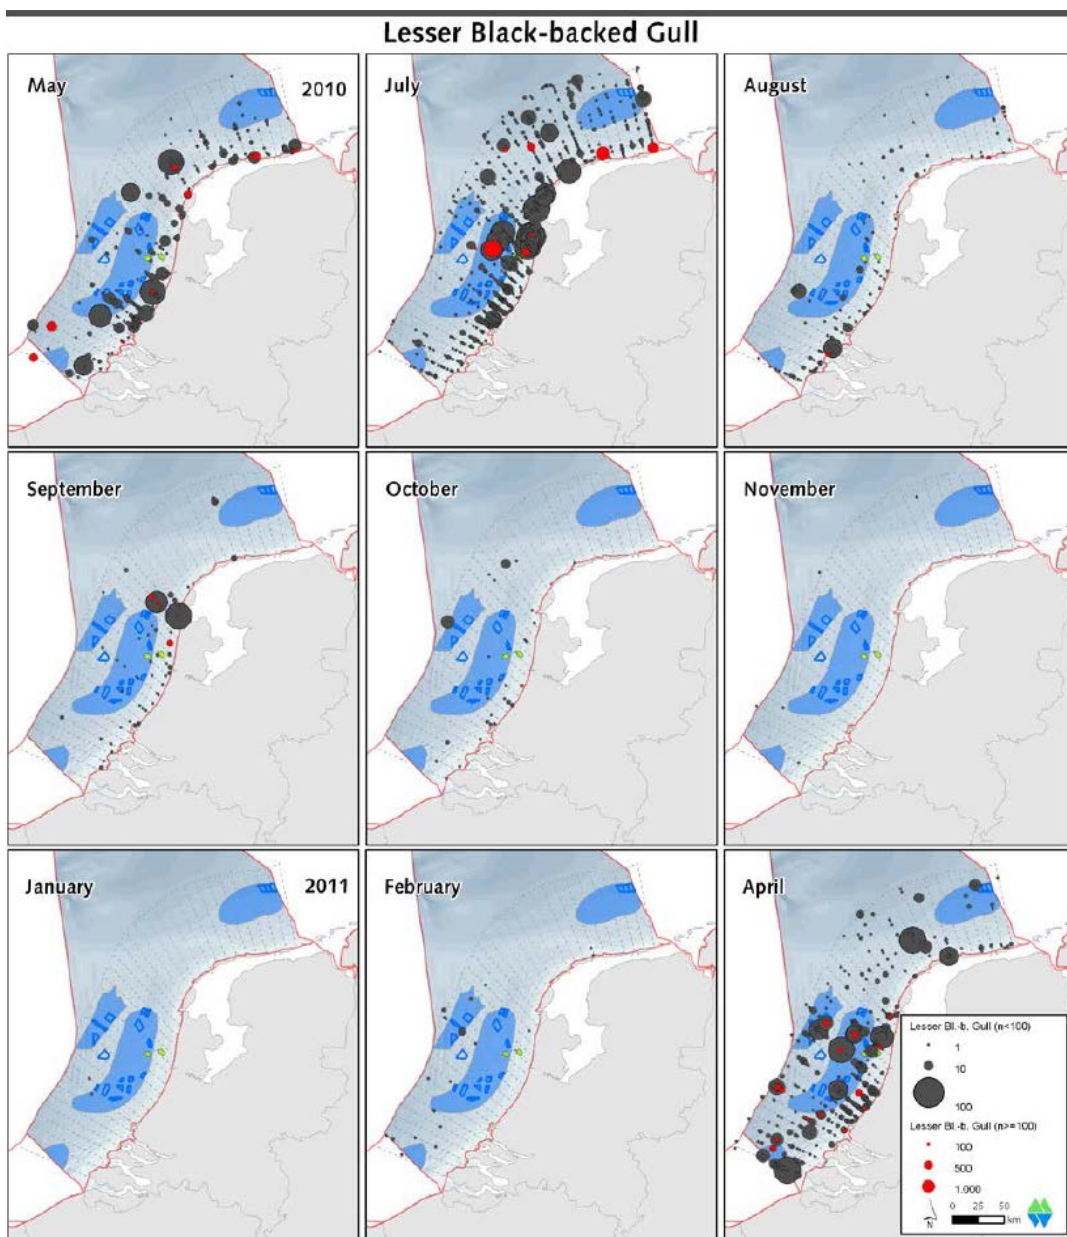 Lesser Black-backed Gull
May
2010
July
August
September
October
November
January
2011
February
April
Lesser Bl.-b. Gull (n<100)
1
10
100
Lesser Bl.-b. Gull (n>=100)
100
500
1.000
0 25 50
km
N